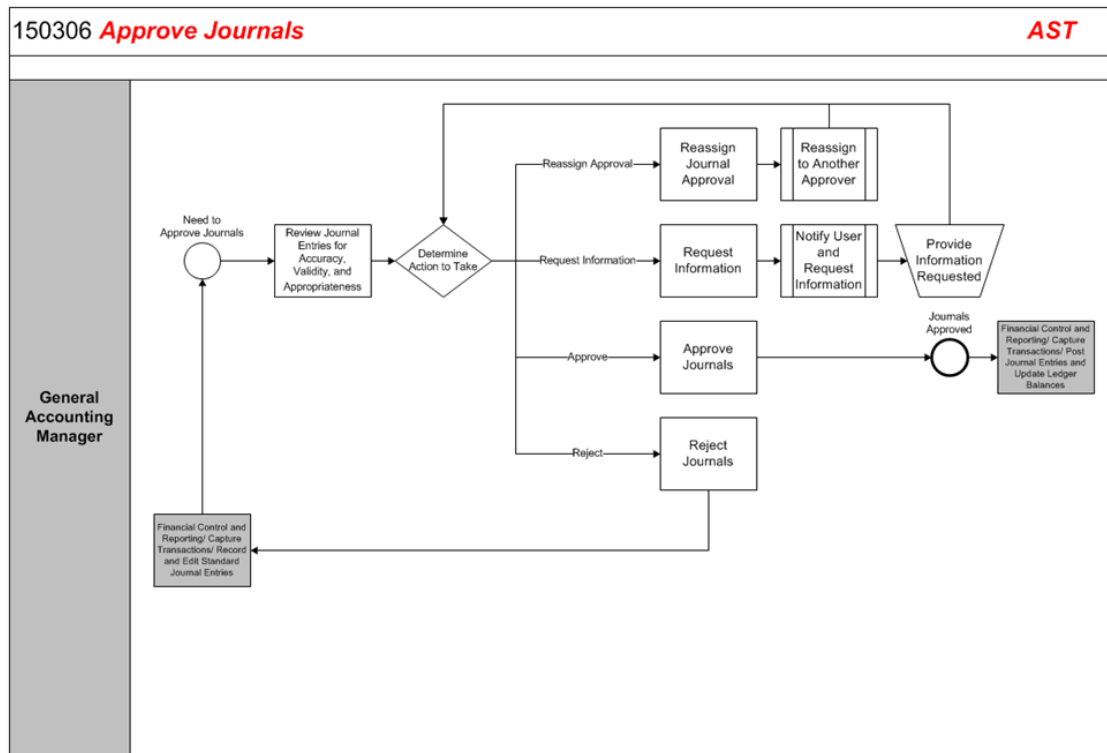 150306 Approve Journals
AST
General
Accounting
Manager
Need to
Approve Journals
Review Journal
Entries for
Accuracy,
Validity, and
Appropriateness
Determine
Action to Take
Reassign Approval
Reassign
Journal
Approval
Reassign
to Another
Approver
Request Information
Request
Information
Notify User
and
Request
Information
Provide
Information
Requested
Approve
Approve
Journals
Journals
Approved
Financial Control and
Reporting/ Capture
Transactions/ Post
Journal Entries and
Update Ledger
Balances
Reject
Reject
Journals
Financial Control and
Reporting/ Capture
Transactions/ Record
and Edit Standard
Journal Entries